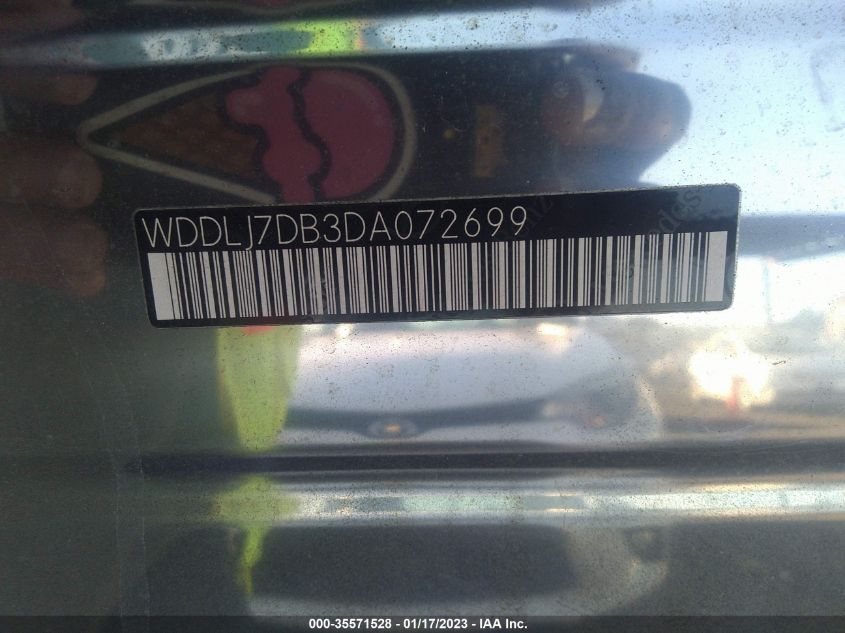 WDDLJ7DB3DA072699
000-35571528 - 01/17/2023 - IAA Inc.